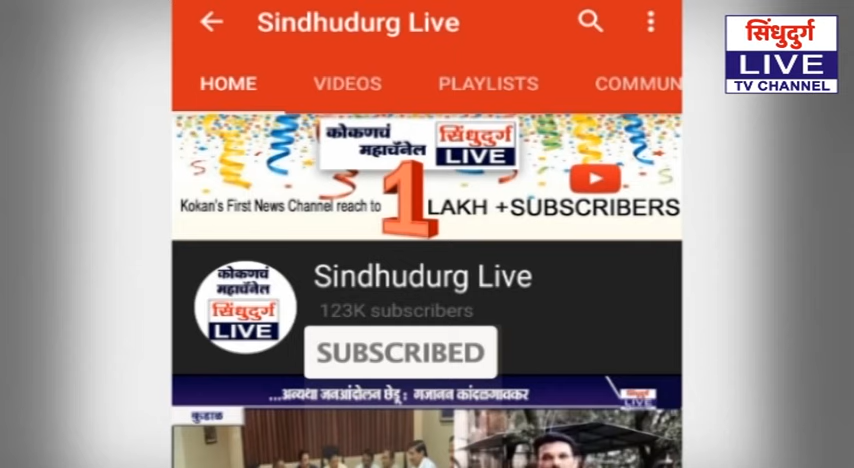 Sindhudurg Live
सिंधुदुर्ग
LIVE
TV CHANNEL
HOME VIDEOS PLAYLISTS COMMUN
कोकणचं
महाचॅनेल
सिंधुदुर्ग
LIVE
Kokan's First News Channel reach to 1 LAKH +SUBSCRIBERS
कोकणचं
महाचॅनेल
सिंधुदुर्ग
LIVE
Sindhudurg Live
123K subscribers
SUBSCRIBED
...अन्यथा जनआंदोलन छेडू : गजानन कांदळगावकर
सिंधुदुर्ग
LIVE
कुडाळ